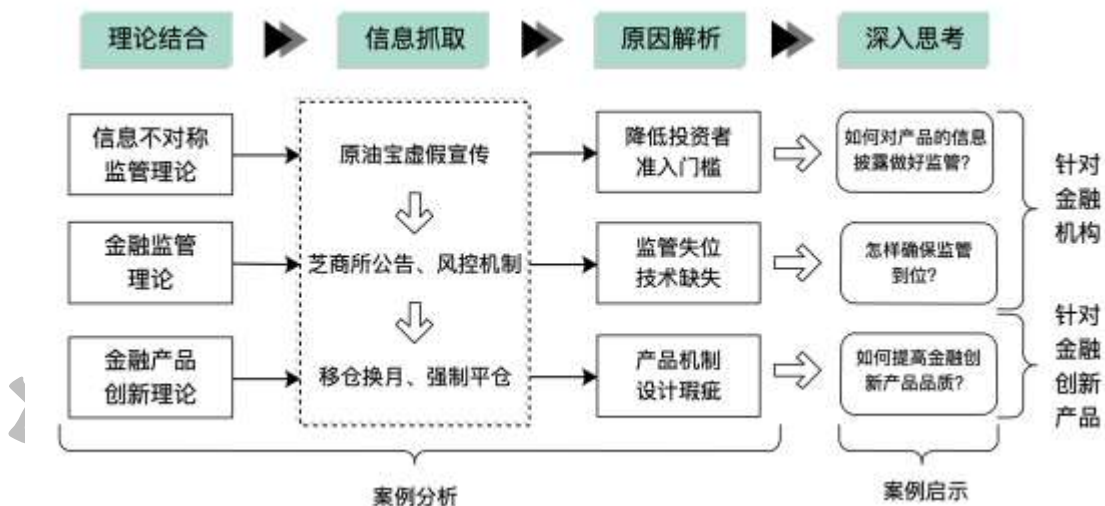 理论结合
信息抓取
原因解析
深入思考
信息不对称
监管理论
原油宝虚假宣传
降低投资者
准入门槛
如何对产品的信息
披露做好监管?
金融监管
理论
芝商所公告、风控机制
监管失位
技术缺失
怎样确保监管
到位?
针对
金融
机构
金融产品
创新理论
移仓换月、强制平仓
产品机制
设计瑕疵
如何提高金融创
新产品品质?
针对
金融
创新
产品
案例分析
案例启示